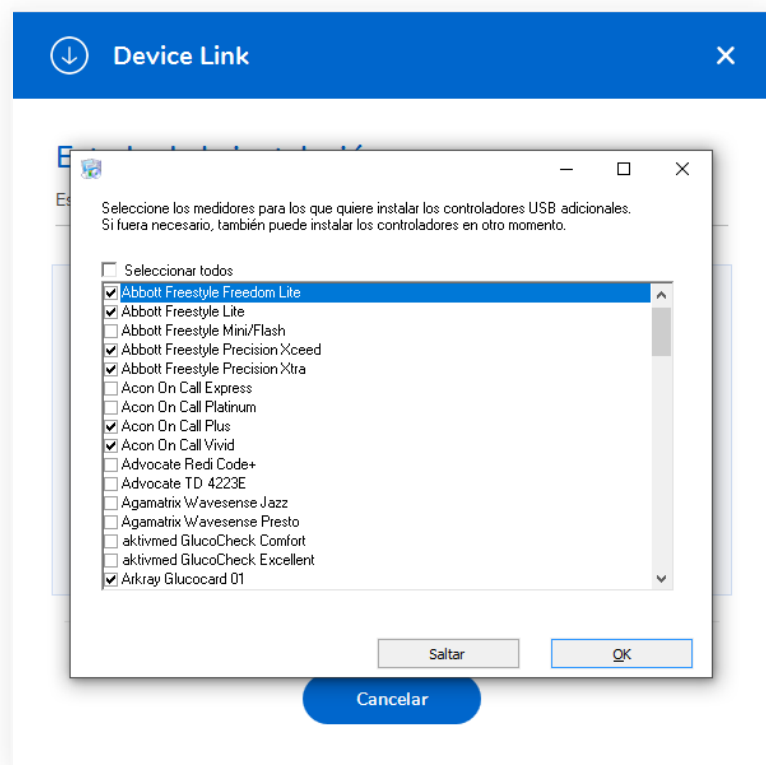 Device Link
Seleccione los medidores para los que quiere instalar los controladores USB adicionales.
Si fuera necesario, también puede instalar los controladores en otro momento.
Seleccionar todos
Abbott Freestyle Freedom Lite
Abbott Freestyle Lite
Abbott Freestyle Mini/Flash
Abbott Freestyle Precision Xceed
Abbott Freestyle Precision Xtra
Acon On Call Express
Acon On Call Platinum
Acon On Call Plus
Acon On Call Vivid
Advocate Redi Code+
Advocate TD 4223E
Agamatrix Wavesense Jazz
Agamatrix Wavesense Presto
aktivmed GlucoCheck Comfort
aktivmed GlucoCheck Excellent
Arkray Glucocard 01
Saltar
OK
Cancelar